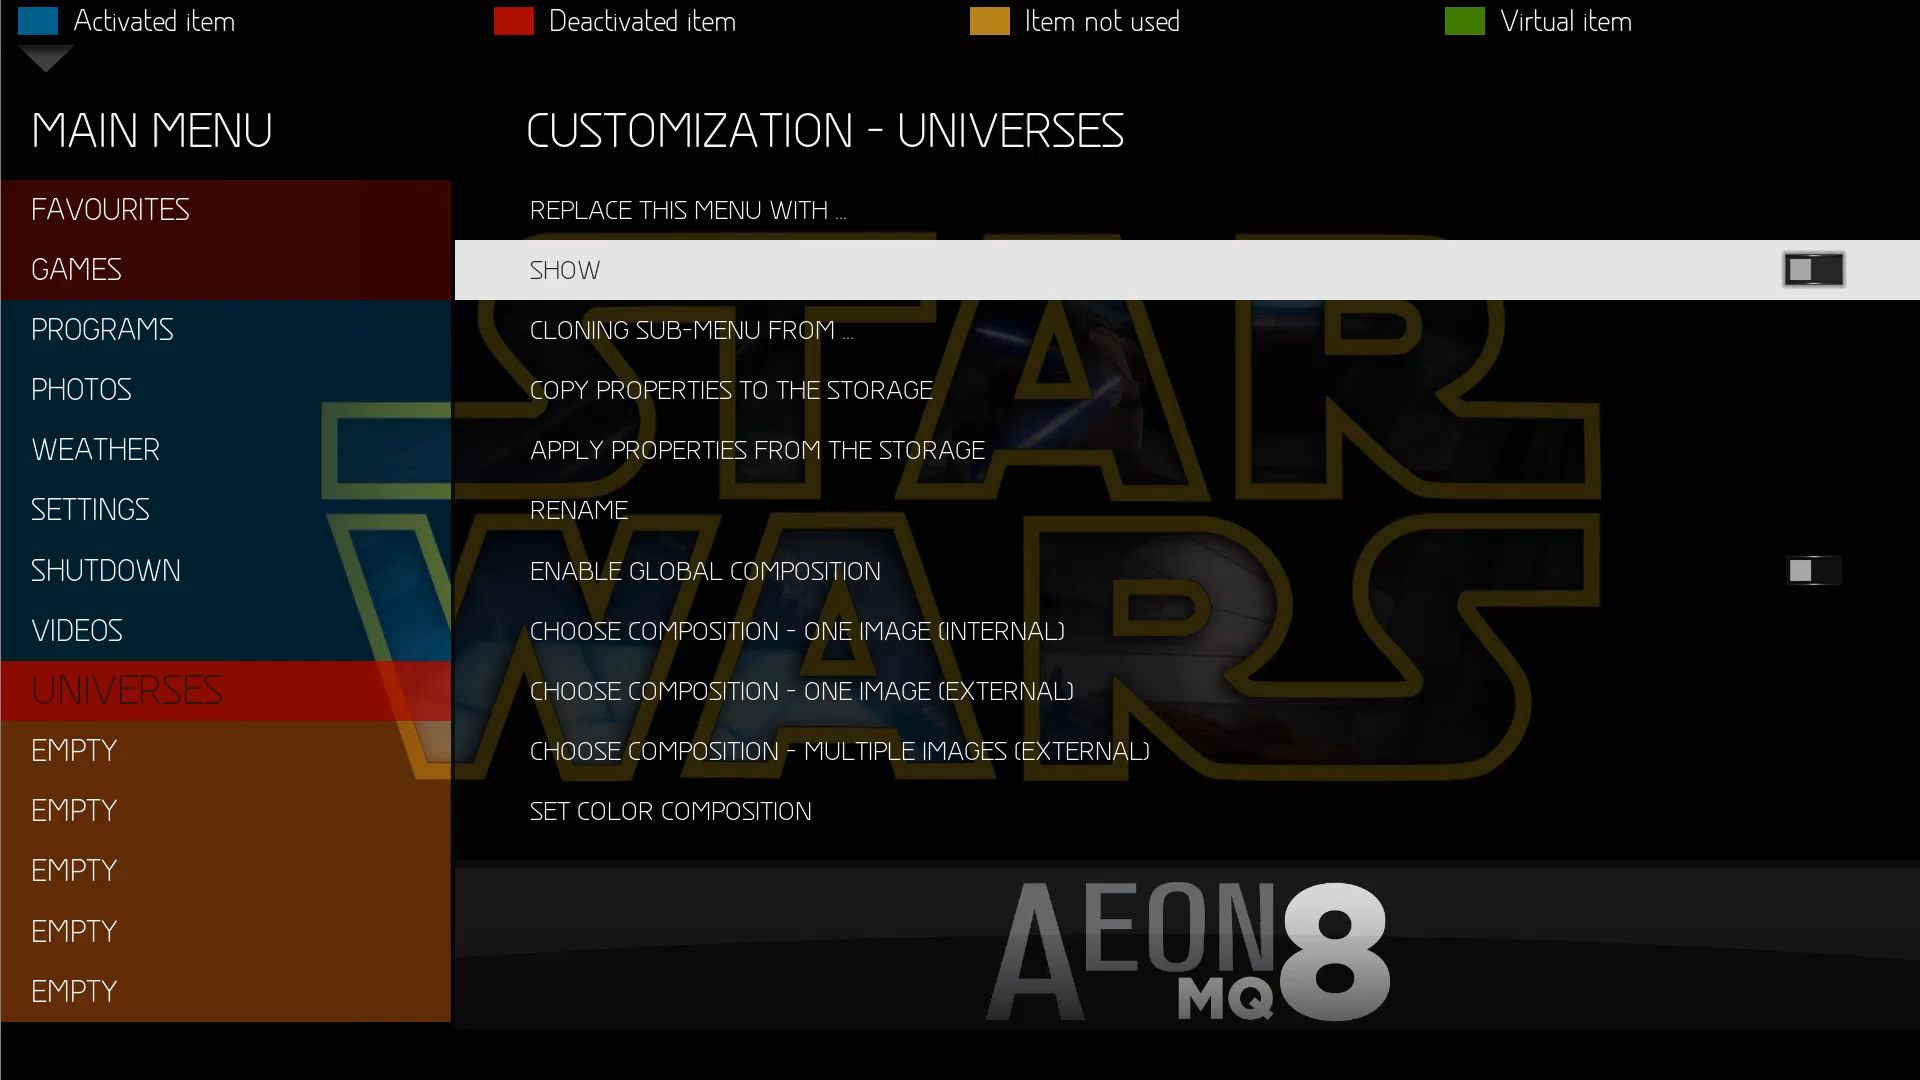 Activated item
Deactivated item
Item not used
Virtual item
MAIN MENU
FAVOURITES
GAMES
PROGRAMS
PHOTOS
WEATHER
SETTINGS
SHUTDOWN
VIDEOS
UNIVERSES
EMPTY
EMPTY
EMPTY
EMPTY
EMPTY
CUSTOMIZATION - UNIVERSES
REPLACE THIS MENU WITH ...
SHOW
CLONING SUB-MENU FROM ...
COPY PROPERTIES TO THE STORAGE
APPLY PROPERTIES FROM THE STORAGE
RENAME
ENABLE GLOBAL COMPOSITION
CHOOSE COMPOSITION - ONE IMAGE (INTERNAL)
CHOOSE COMPOSITION - ONE IMAGE (EXTERNAL)
CHOOSE COMPOSITION - MULTIPLE IMAGES (EXTERNAL)
SET COLOR COMPOSITION
STAR
WARS
AEON 8
MQ